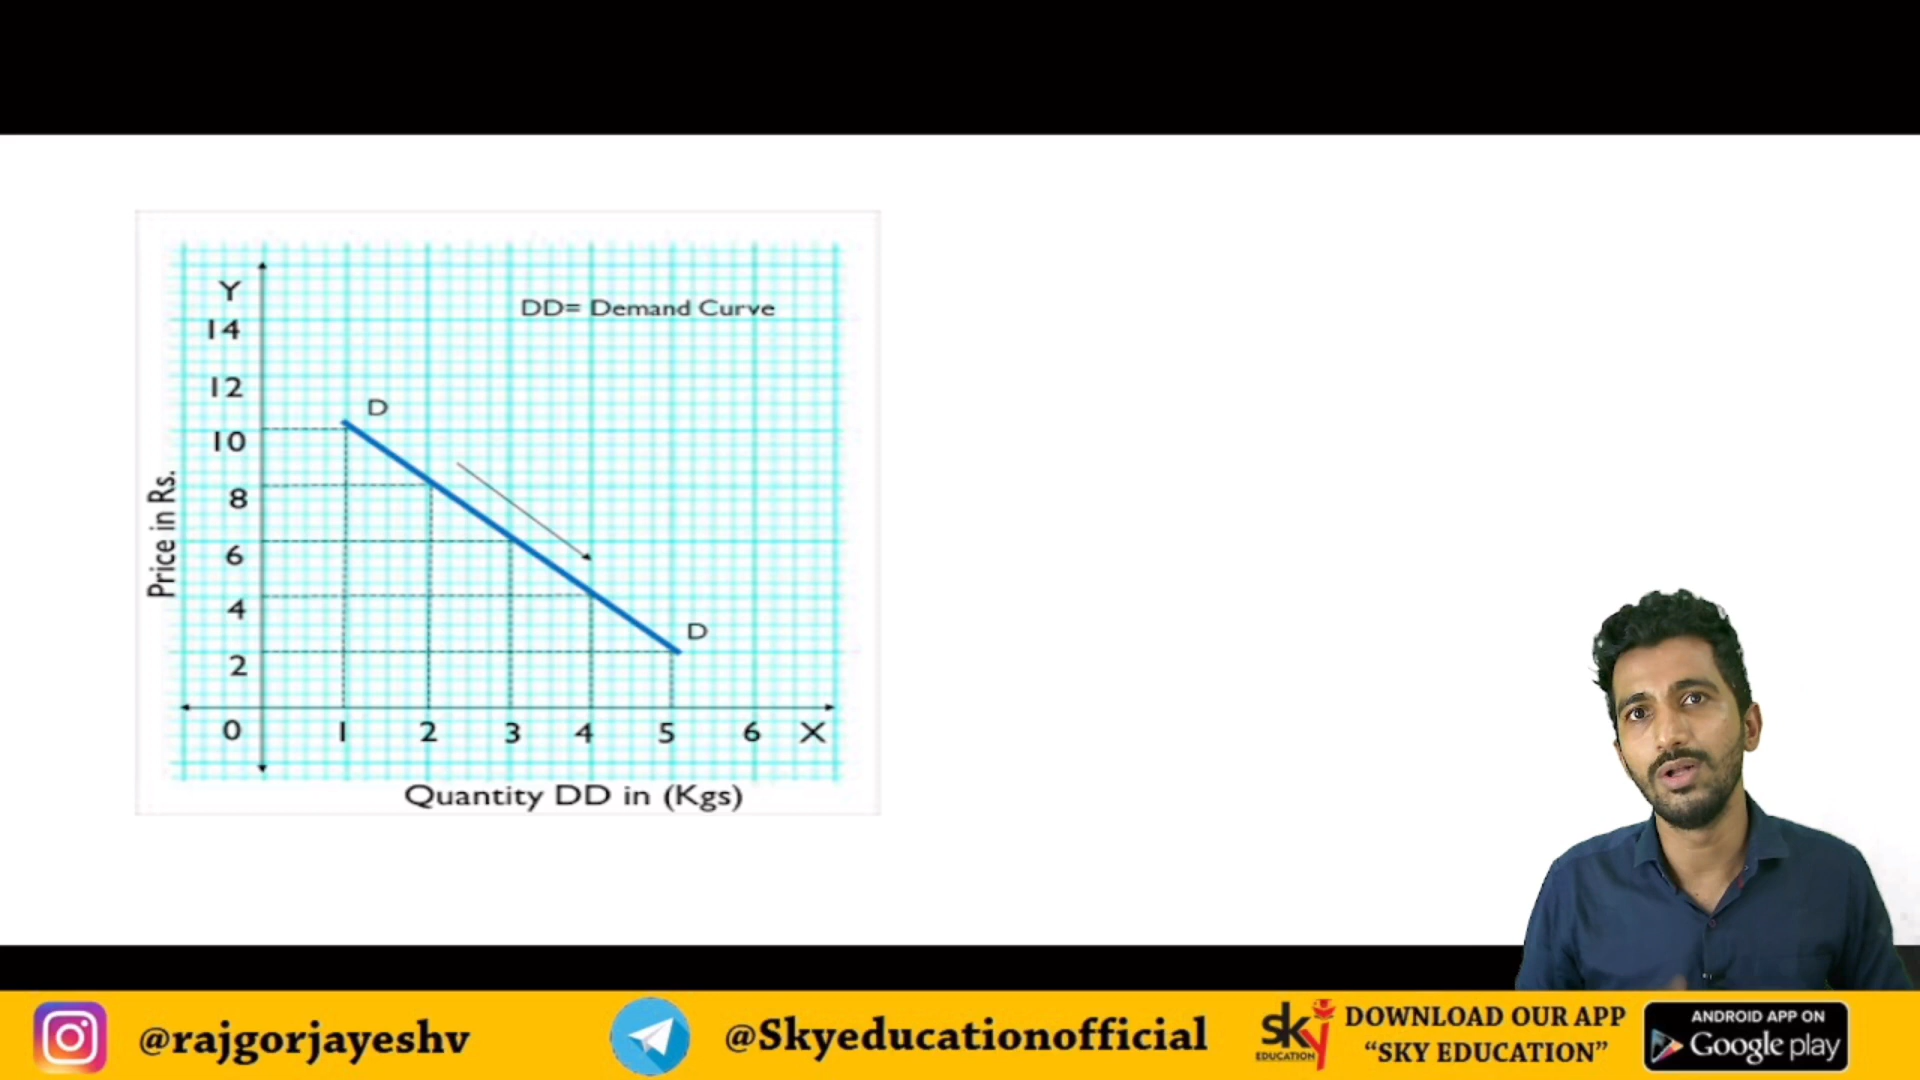 Y
DD= Demand Curve
14
12
D
10
8
6
4
D
2
Price in Rs.
0 1 2 3 4 5 6 X
Quantity DD in (Kgs)
@rajgorjayeshv
@Skyeducationofficial
sky
EDUCATION
DOWNLOAD OUR APP
“SKY EDUCATION”
ANDROID APP ON
Google play